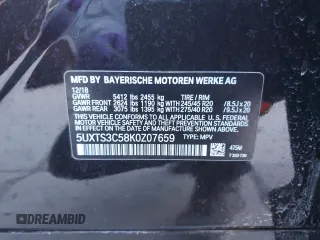 MFD BY BAYERISCHE MOTOREN WERKE AG
12/18
GVWR 5412 lbs 2455 kg TIRE / RIM
GAWR FRONT 2624 lbs 1190 kg 245/45 R20 / 8.5J x 20
GAWR REAR 3075 lbs 1395 kg 275/40 R20 / 9.5J x 20
THIS VEHICLE CONFORMS TO ALL APPLICABLE
U.S. FEDERAL MOTOR VEHICLE SAFETY, BUMPER,
AND THEFT PREVENTION STANDARDS IN EFFECT
ON THE DATE OF MANUFACTURE SHOWN ABOVE.
5UXTS3C58K0Z07659 TYPE: MPV
475M
DREAMBID